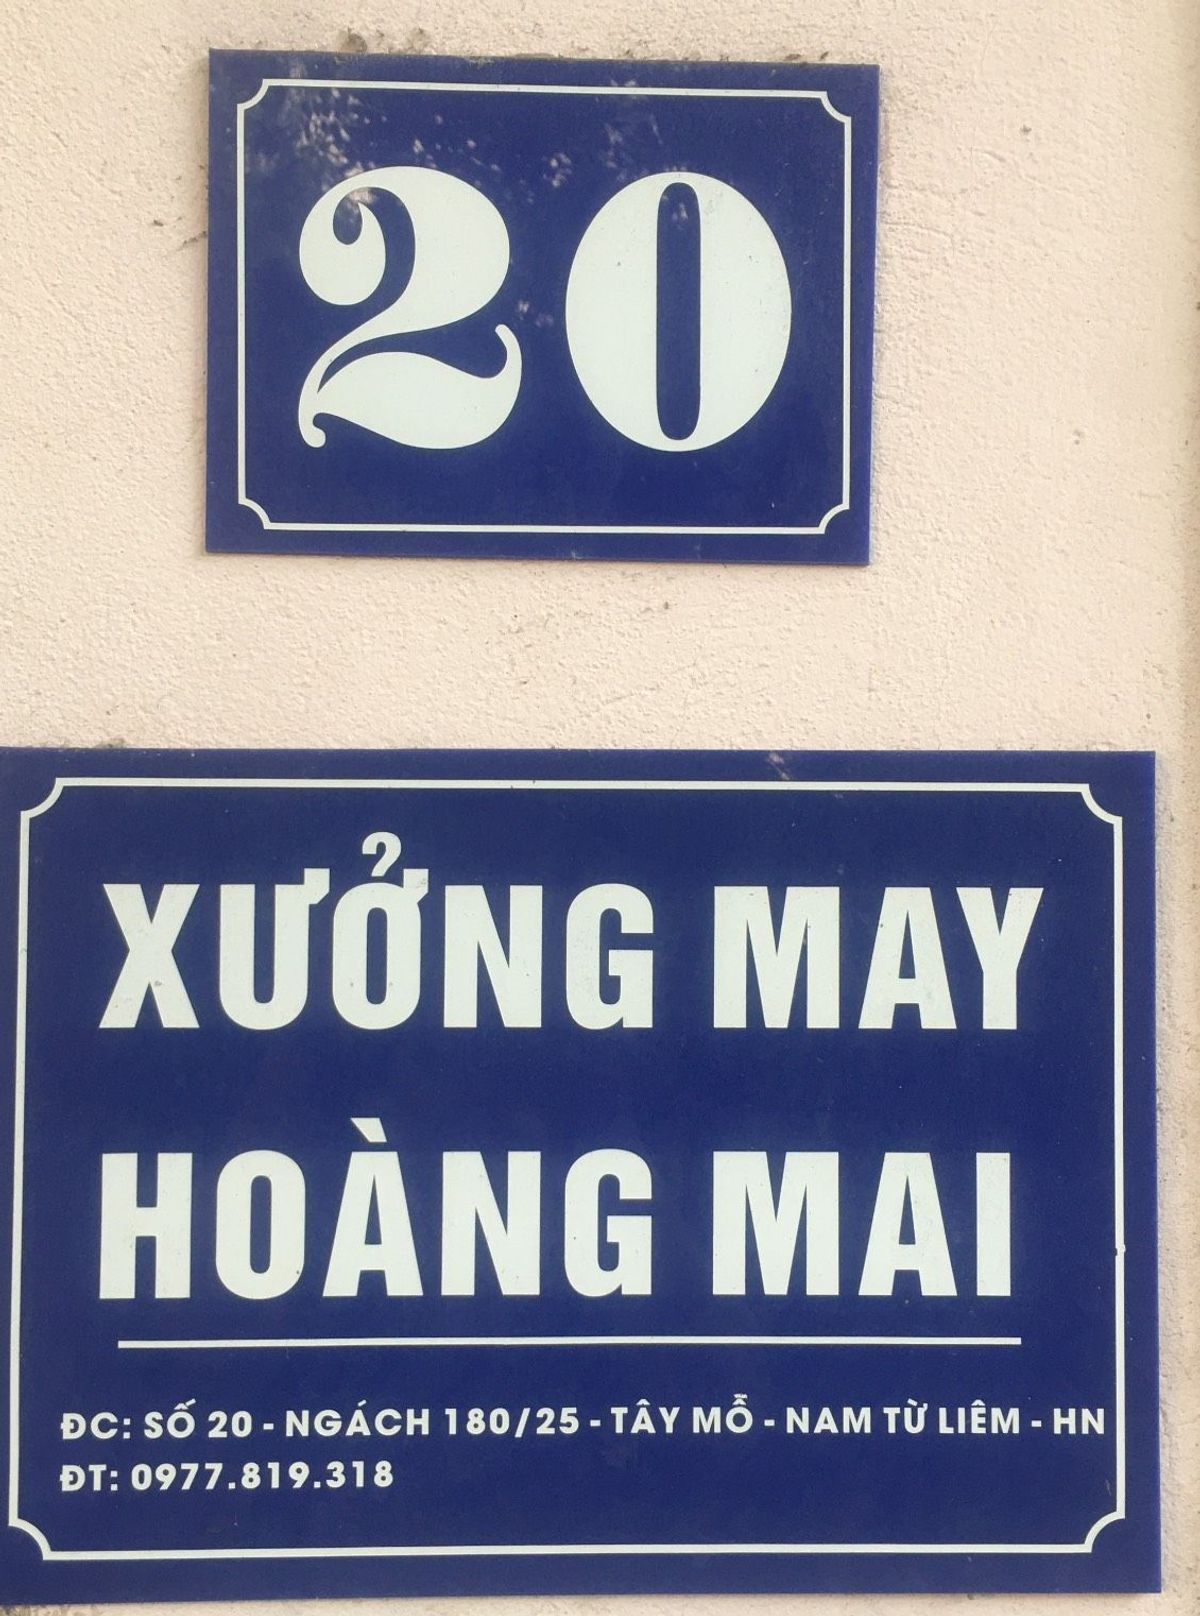 20
XƯỞNG MAY
HOÀNG MAI
ĐC: SỐ 20 - NGÁCH 180/25 - TÂY MỖ - NAM TỪ LIÊM - HN
ĐT: 0977.819.318